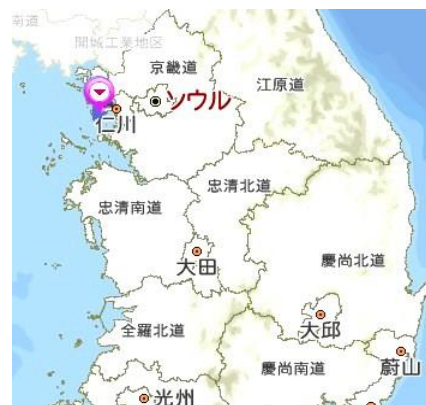 南道
開城工業地区
京畿道
江原道
ソウル
仁川
忠清北道
忠清南道
大田
慶尚北道
大邱
全羅北道
慶尚南道
蔚山
光州